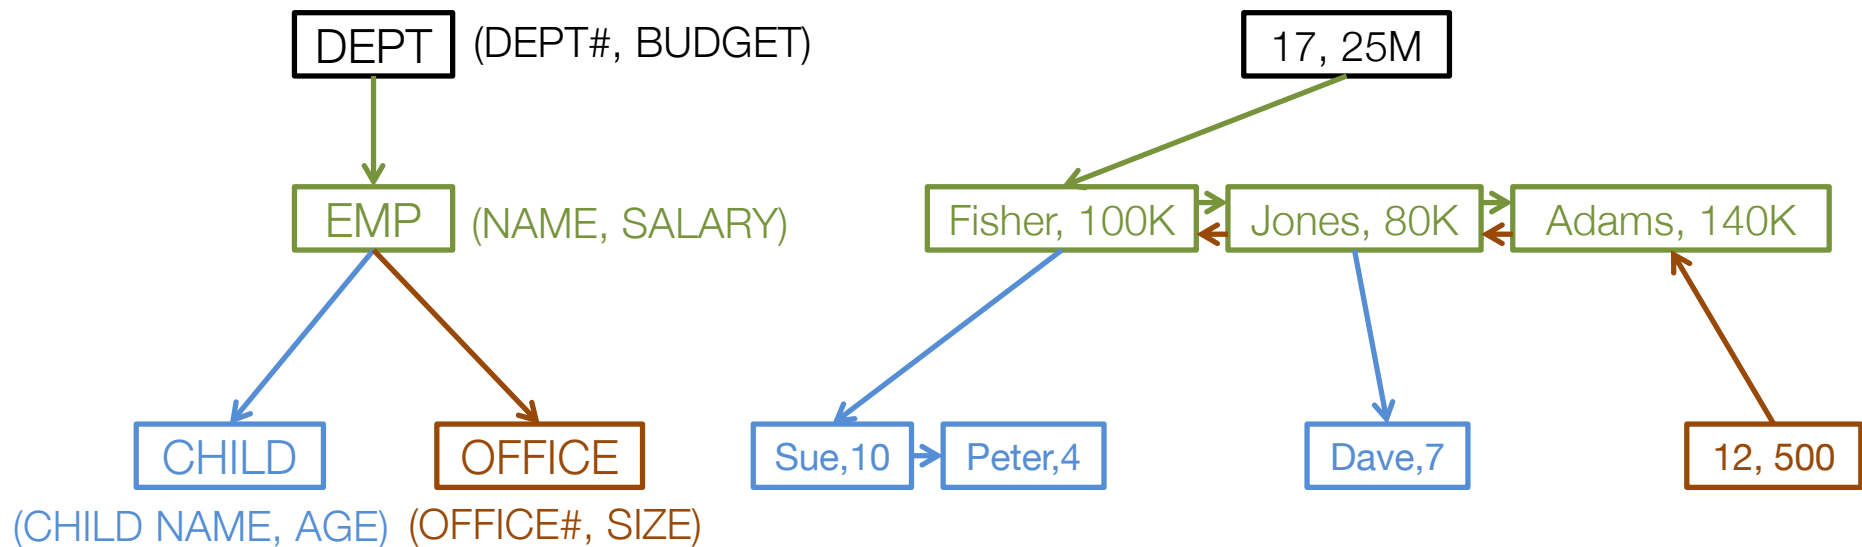 DEPT (DEPT#, BUDGET)
17, 25M
EMP (NAME, SALARY)
Fisher, 100K
Jones, 80K
Adams, 140K
CHILD
OFFICE
Sue,10
Peter,4
Dave,7
12, 500
(CHILD NAME, AGE)
(OFFICE#, SIZE)